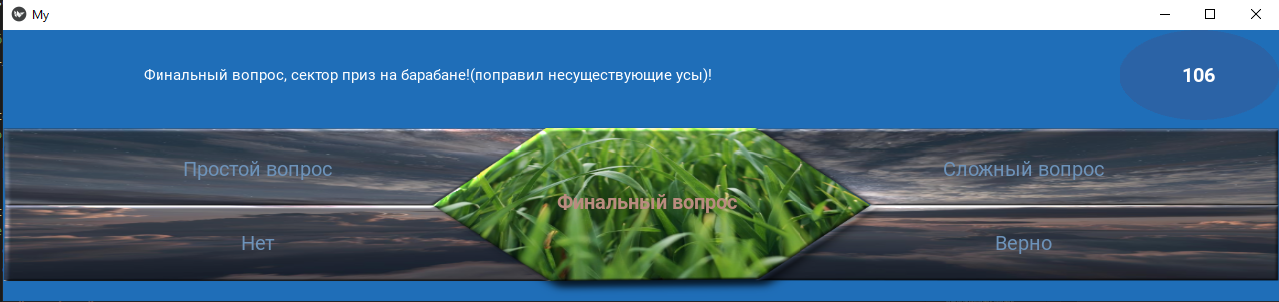 My
Финальный вопрос, сектор приз на барабане!(поправил несуществующие усы)!
106
Простой вопрос
Сложный вопрос
Финальный вопрос
Нет
Верно